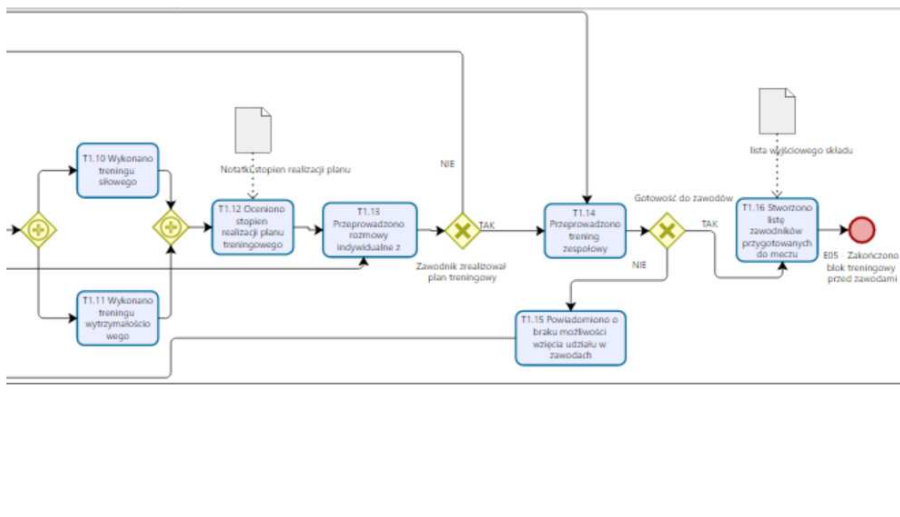 T1.10 Wykonano
treningu
siłowego
Notatki stopien realizacji planu
T1.12 Oceniono
stopien
realizacji planu
treningowego
T1.13
Przeprowadzono
rozmowy
indywidualne z
T1.11 Wykonano
treningu
wytrzymałościo
wego
NIE
TAK
Zawodnik zrealizował
plan treningowy
T1.14
Przeprowadzono
trening
zespołowy
Gotowość do zawodów
TAK
NIE
T1.15 Powiadomiono o
braku możliwości
wzięcia udziału w
zawodach
lista wyjściowego składu
T1.16 Stworzono
listę
zawodników
przygotowanych
do meczu
E05 - Zakończono
blok treningowy
przed zawodami